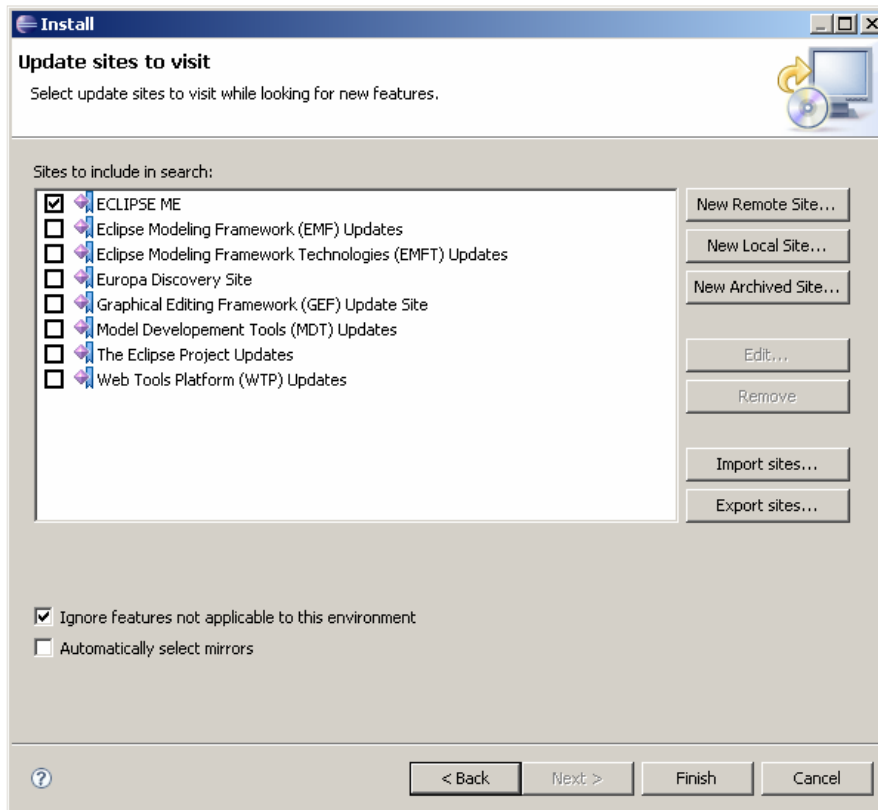 Install
Update sites to visit
Select update sites to visit while looking for new features.
Sites to include in search:
ECLIPSE ME
Eclipse Modeling Framework (EMF) Updates
Eclipse Modeling Framework Technologies (EMFT) Updates
Europa Discovery Site
Graphical Editing Framework (GEF) Update Site
Model Developement Tools (MDT) Updates
The Eclipse Project Updates
Web Tools Platform (WTP) Updates
New Remote Site...
New Local Site...
New Archived Site...
Edit...
Remove
Import sites...
Export sites...
Ignore features not applicable to this environment
Automatically select mirrors
?
< Back
Next >
Finish
Cancel